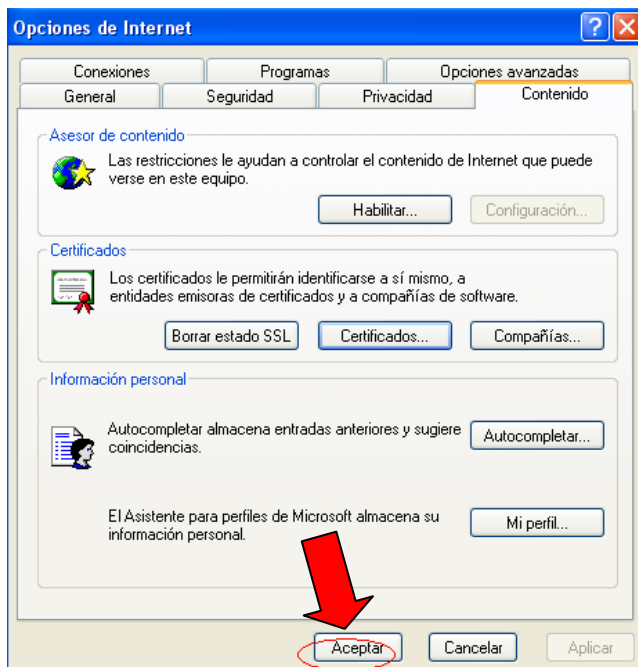 Opciones de Internet
Conexiones Programas Opciones avanzadas
General Seguridad Privacidad Contenido
Asesor de contenido
Las restricciones le ayudan a controlar el contenido de Internet que puede
verse en este equipo.
Habilitar... Configuración...
Certificados
Los certificados le permitirán identificarse a sí mismo, a
entidades emisoras de certificados y a compañías de software.
Borrar estado SSL Certificados... Compañías...
Información personal
Autocompletar almacena entradas anteriores y sugiere
coincidencias.
Autocompletar...
El Asistente para perfiles de Microsoft almacena su
información personal.
Mi perfil...
Aceptar Cancelar Aplicar